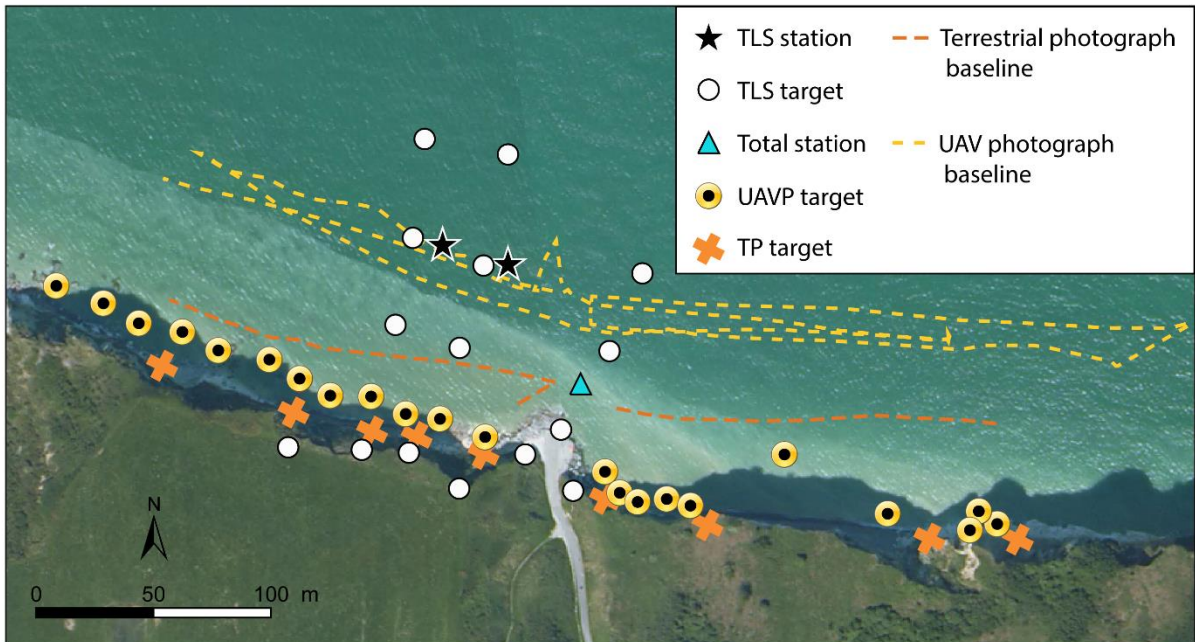 TLS station
Terrestrial photograph
baseline
TLS target
Total station
UAV photograph
baseline
UAVP target
TP target
N
0 50 100 m